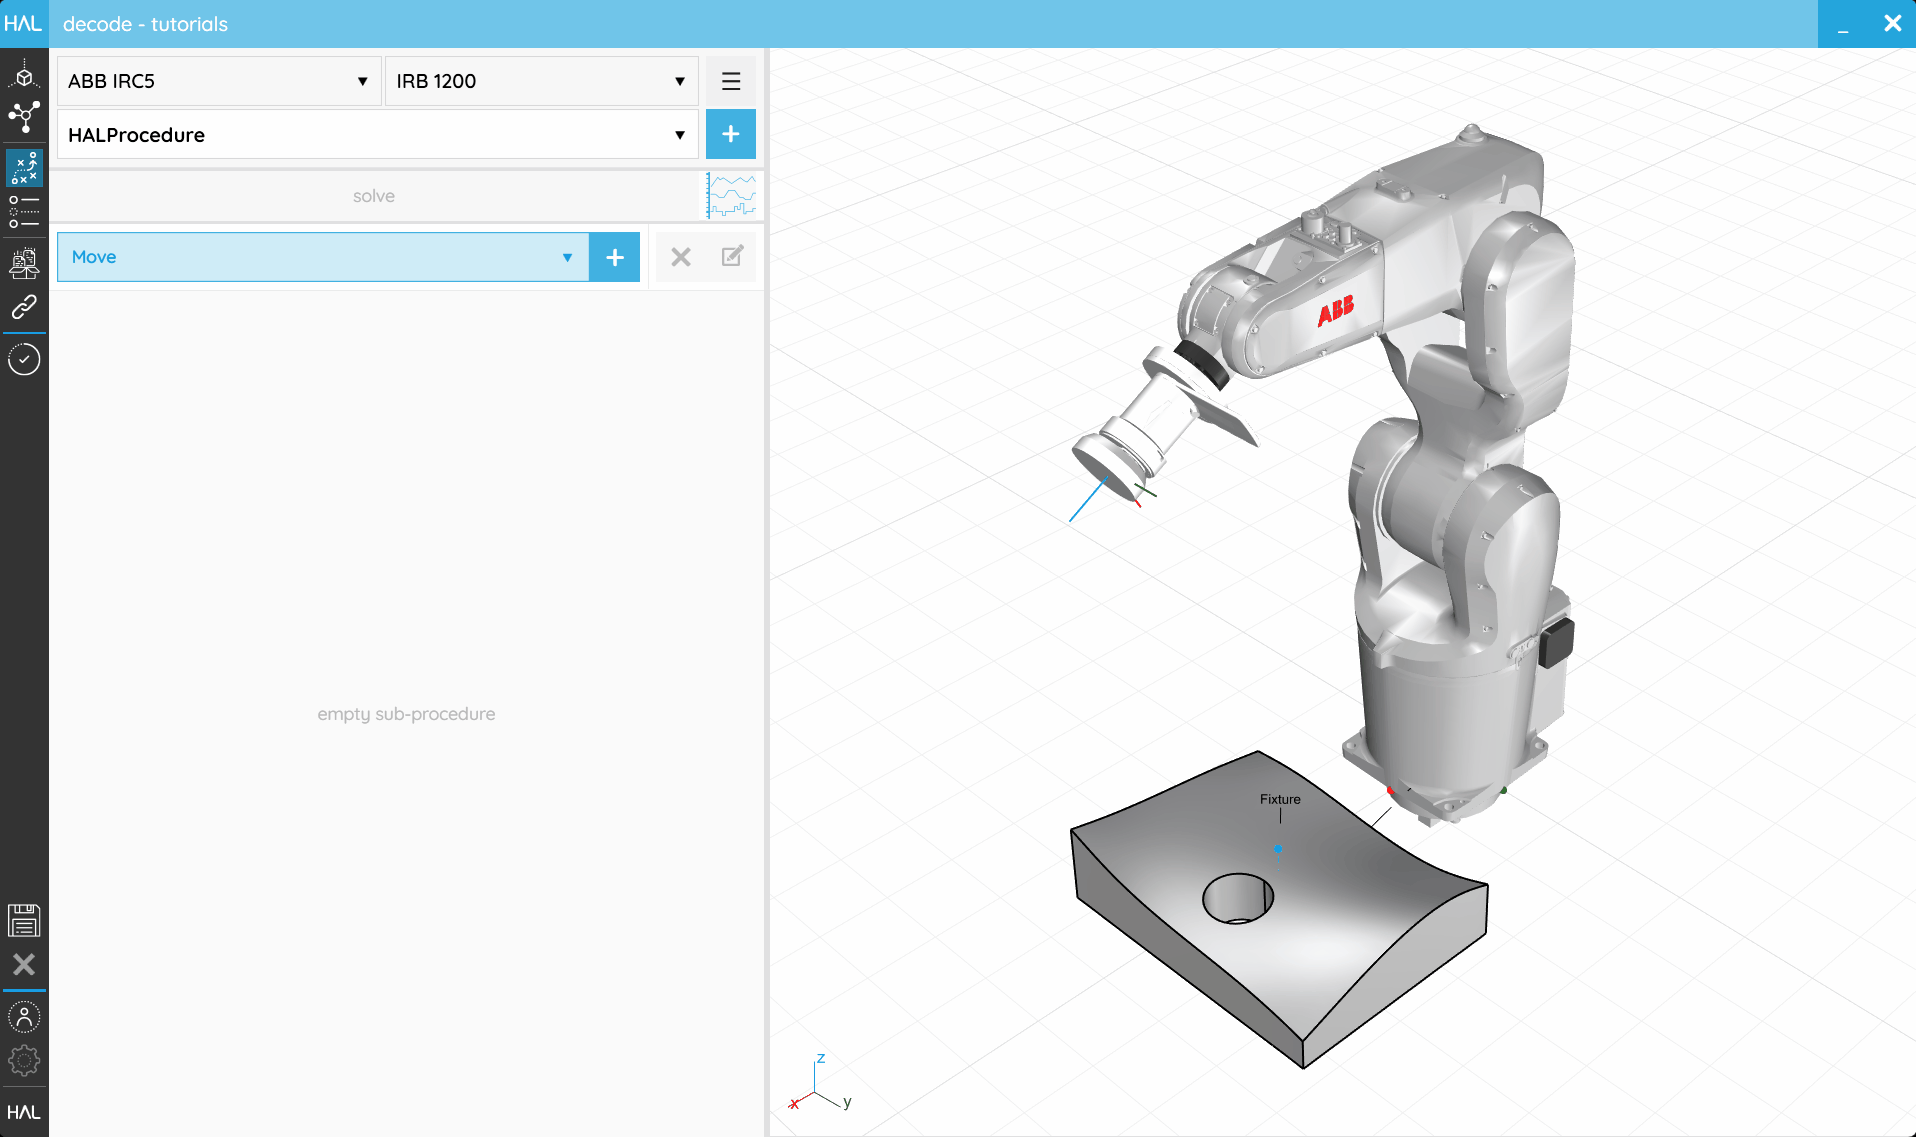 HAL decode - tutorials
ABB IRC5 IRB 1200
HALProcedure
solve
Move
empty sub-procedure
ABB
Fixture
z
x y
HAL